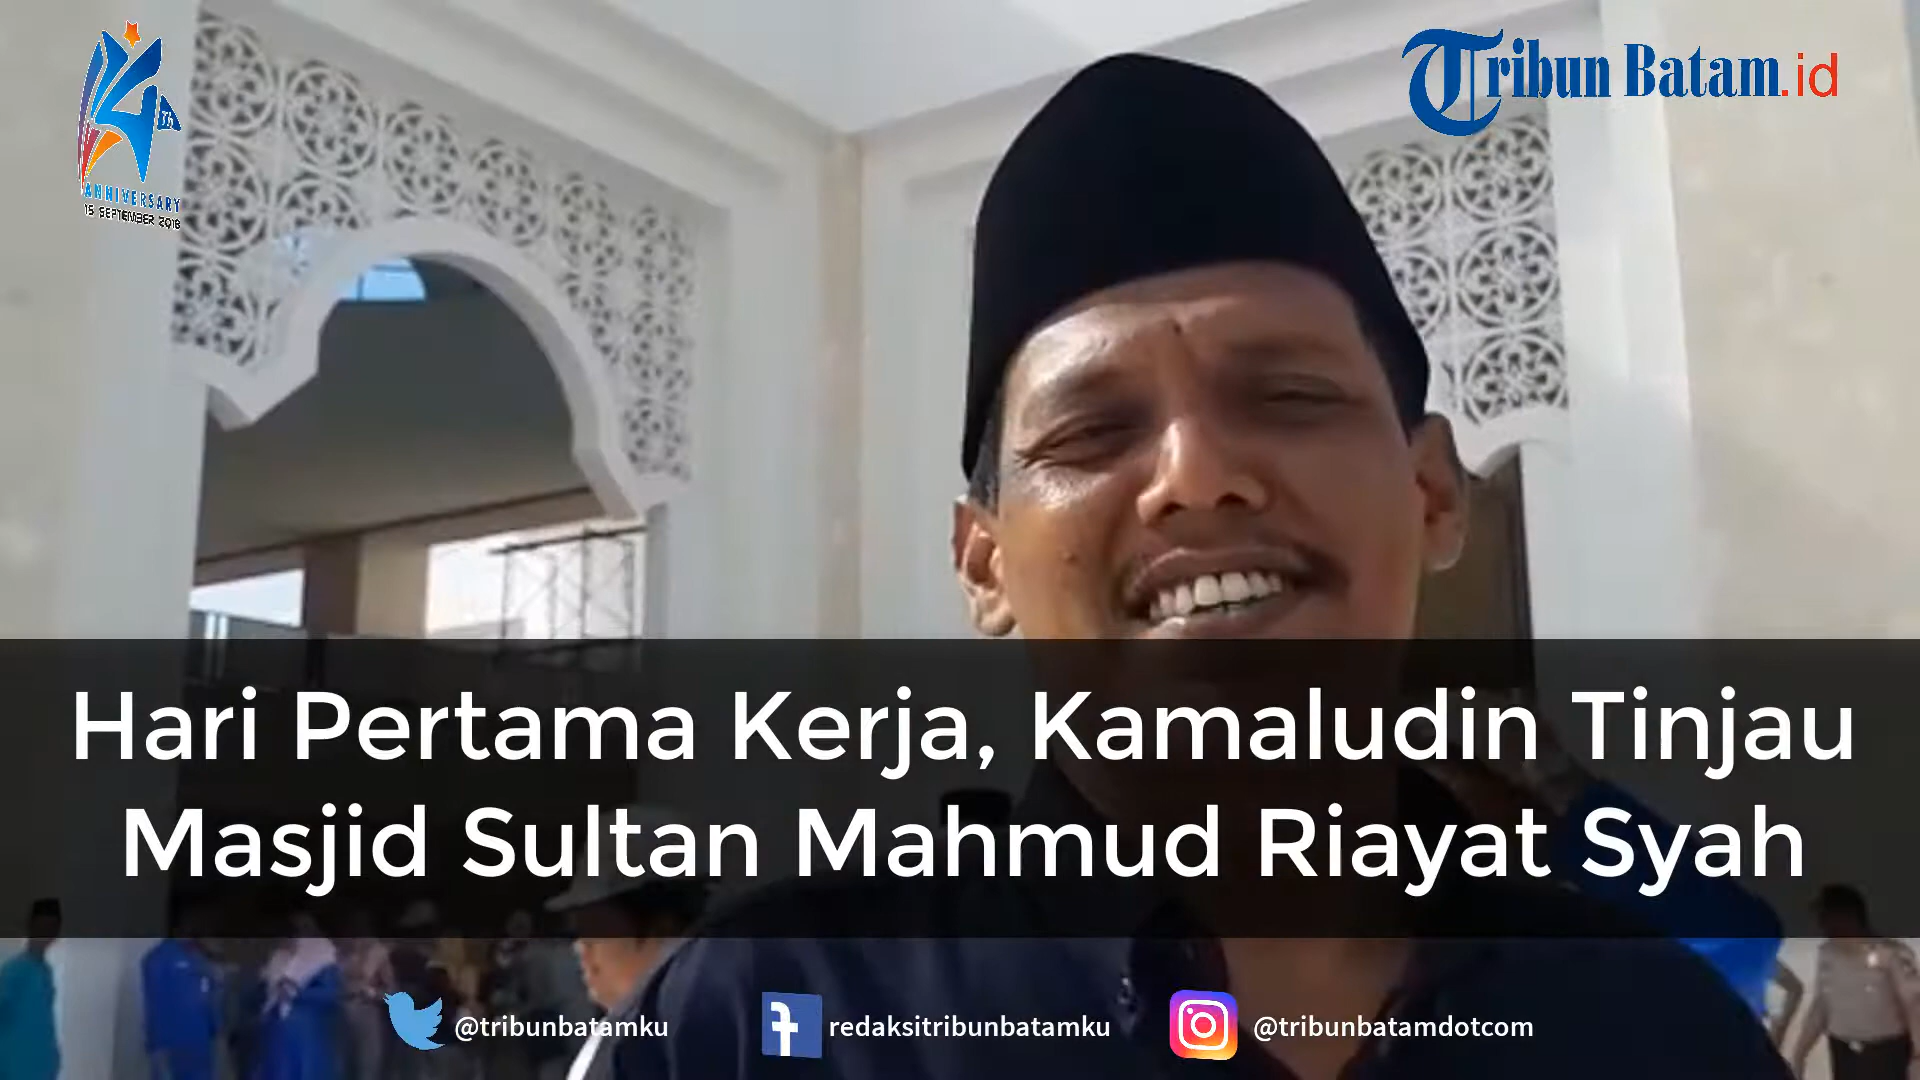 14th
ANNIVERSARY
15 SEPTEMBER 2018
Tribun Batam.id
Hari Pertama Kerja, Kamaludin Tinjau
Masjid Sultan Mahmud Riayat Syah
@tribunbatamku
redaksitribunbatamku
@tribunbatamdotcom